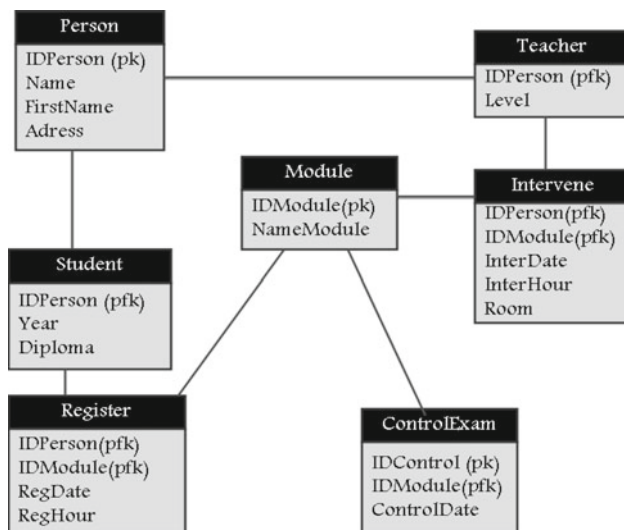 Person
IDPerson (pk)
Name
FirstName
Adress
Teacher
IDPerson (pfk)
Level
Module
IDModule(pk)
NameModule
Intervene
IDPerson(pfk)
IDModule(pfk)
InterDate
InterHour
Room
Student
IDPerson (pfk)
Year
Diploma
Register
IDPerson(pfk)
IDModule(pfk)
RegDate
RegHour
ControlExam
IDControl (pk)
IDModule(pfk)
ControlDate